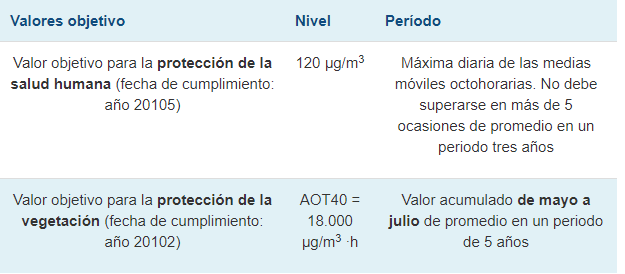 Valores objetivo Nivel Período
Valor objetivo para la protección de la
salud humana (fecha de cumplimiento:
año 20105)
120 µg/m3
Máxima diaria de las medias
móviles octohorarias. No debe
superarse en más de 5
ocasiones de promedio en un
periodo tres años
Valor objetivo para la protección de la
vegetación (fecha de cumplimiento:
año 20102)
AOT40 =
18.000
µg/m3 ·h
Valor acumulado de mayo a
julio de promedio en un periodo
de 5 años